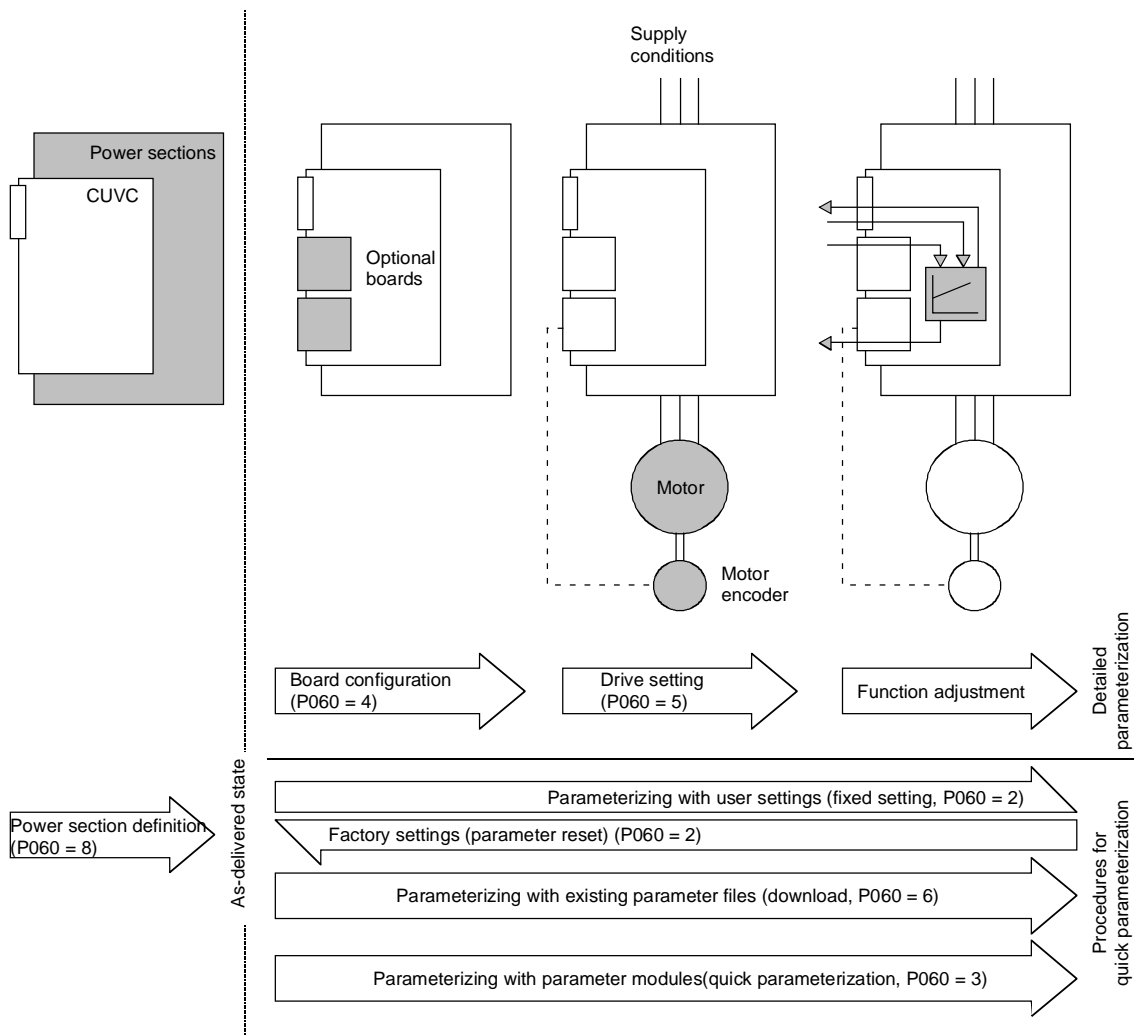 Supply
conditions
Power sections
CUVC
Optional
boards
Motor
Motor
encoder
Board configuration
(P060 = 4)
Drive setting
(P060 = 5)
Function adjustment
Detailed
parameterization
As-delivered state
Power section definition
(P060 = 8)
Parameterizing with user settings (fixed setting, P060 = 2)
Factory settings (parameter reset) (P060 = 2)
Parameterizing with existing parameter files (download, P060 = 6)
Parameterizing with parameter modules(quick parameterization, P060 = 3)
Procedures for
quick parameterization